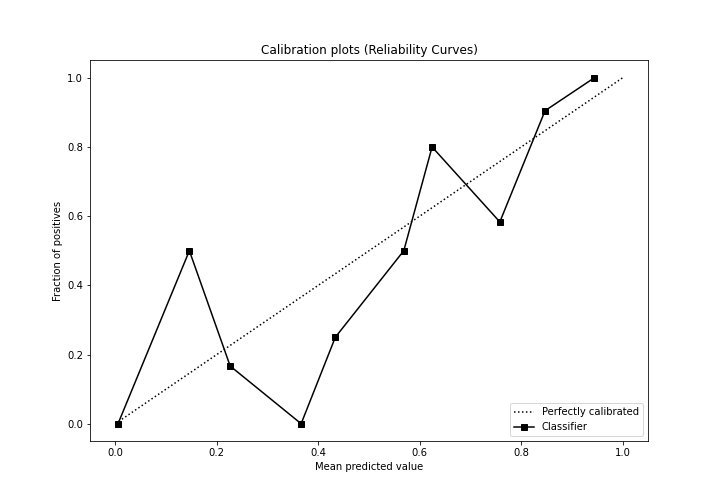 Calibration plots (Reliability Curves)
1.0
0.8
0.6
0.4
0.2
0.0
Fraction of positives
0.0 0.2 0.4 0.6 0.8 1.0
Mean predicted value
Perfectly calibrated
Classifier